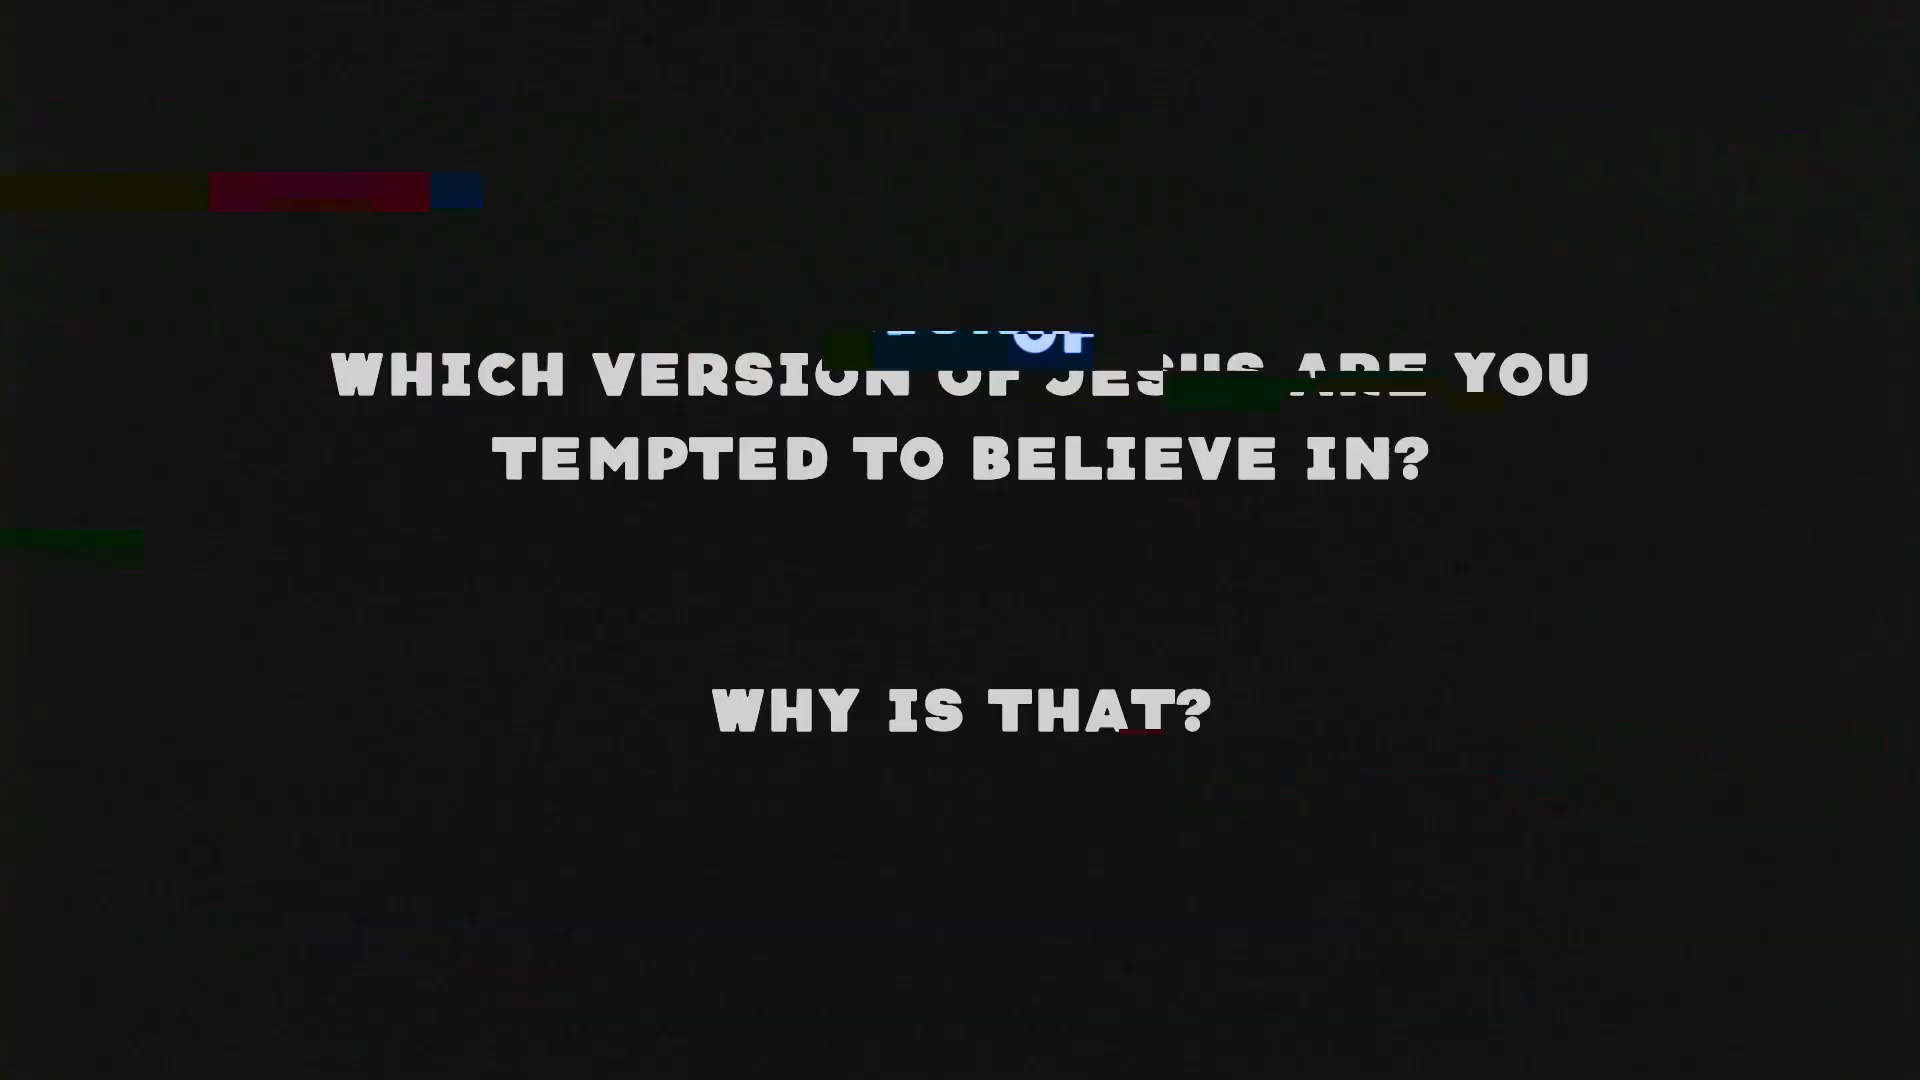 WHICH VERSION OF JESUS ARE YOU
TEMPTED TO BELIEVE IN?
WHY IS THAT?